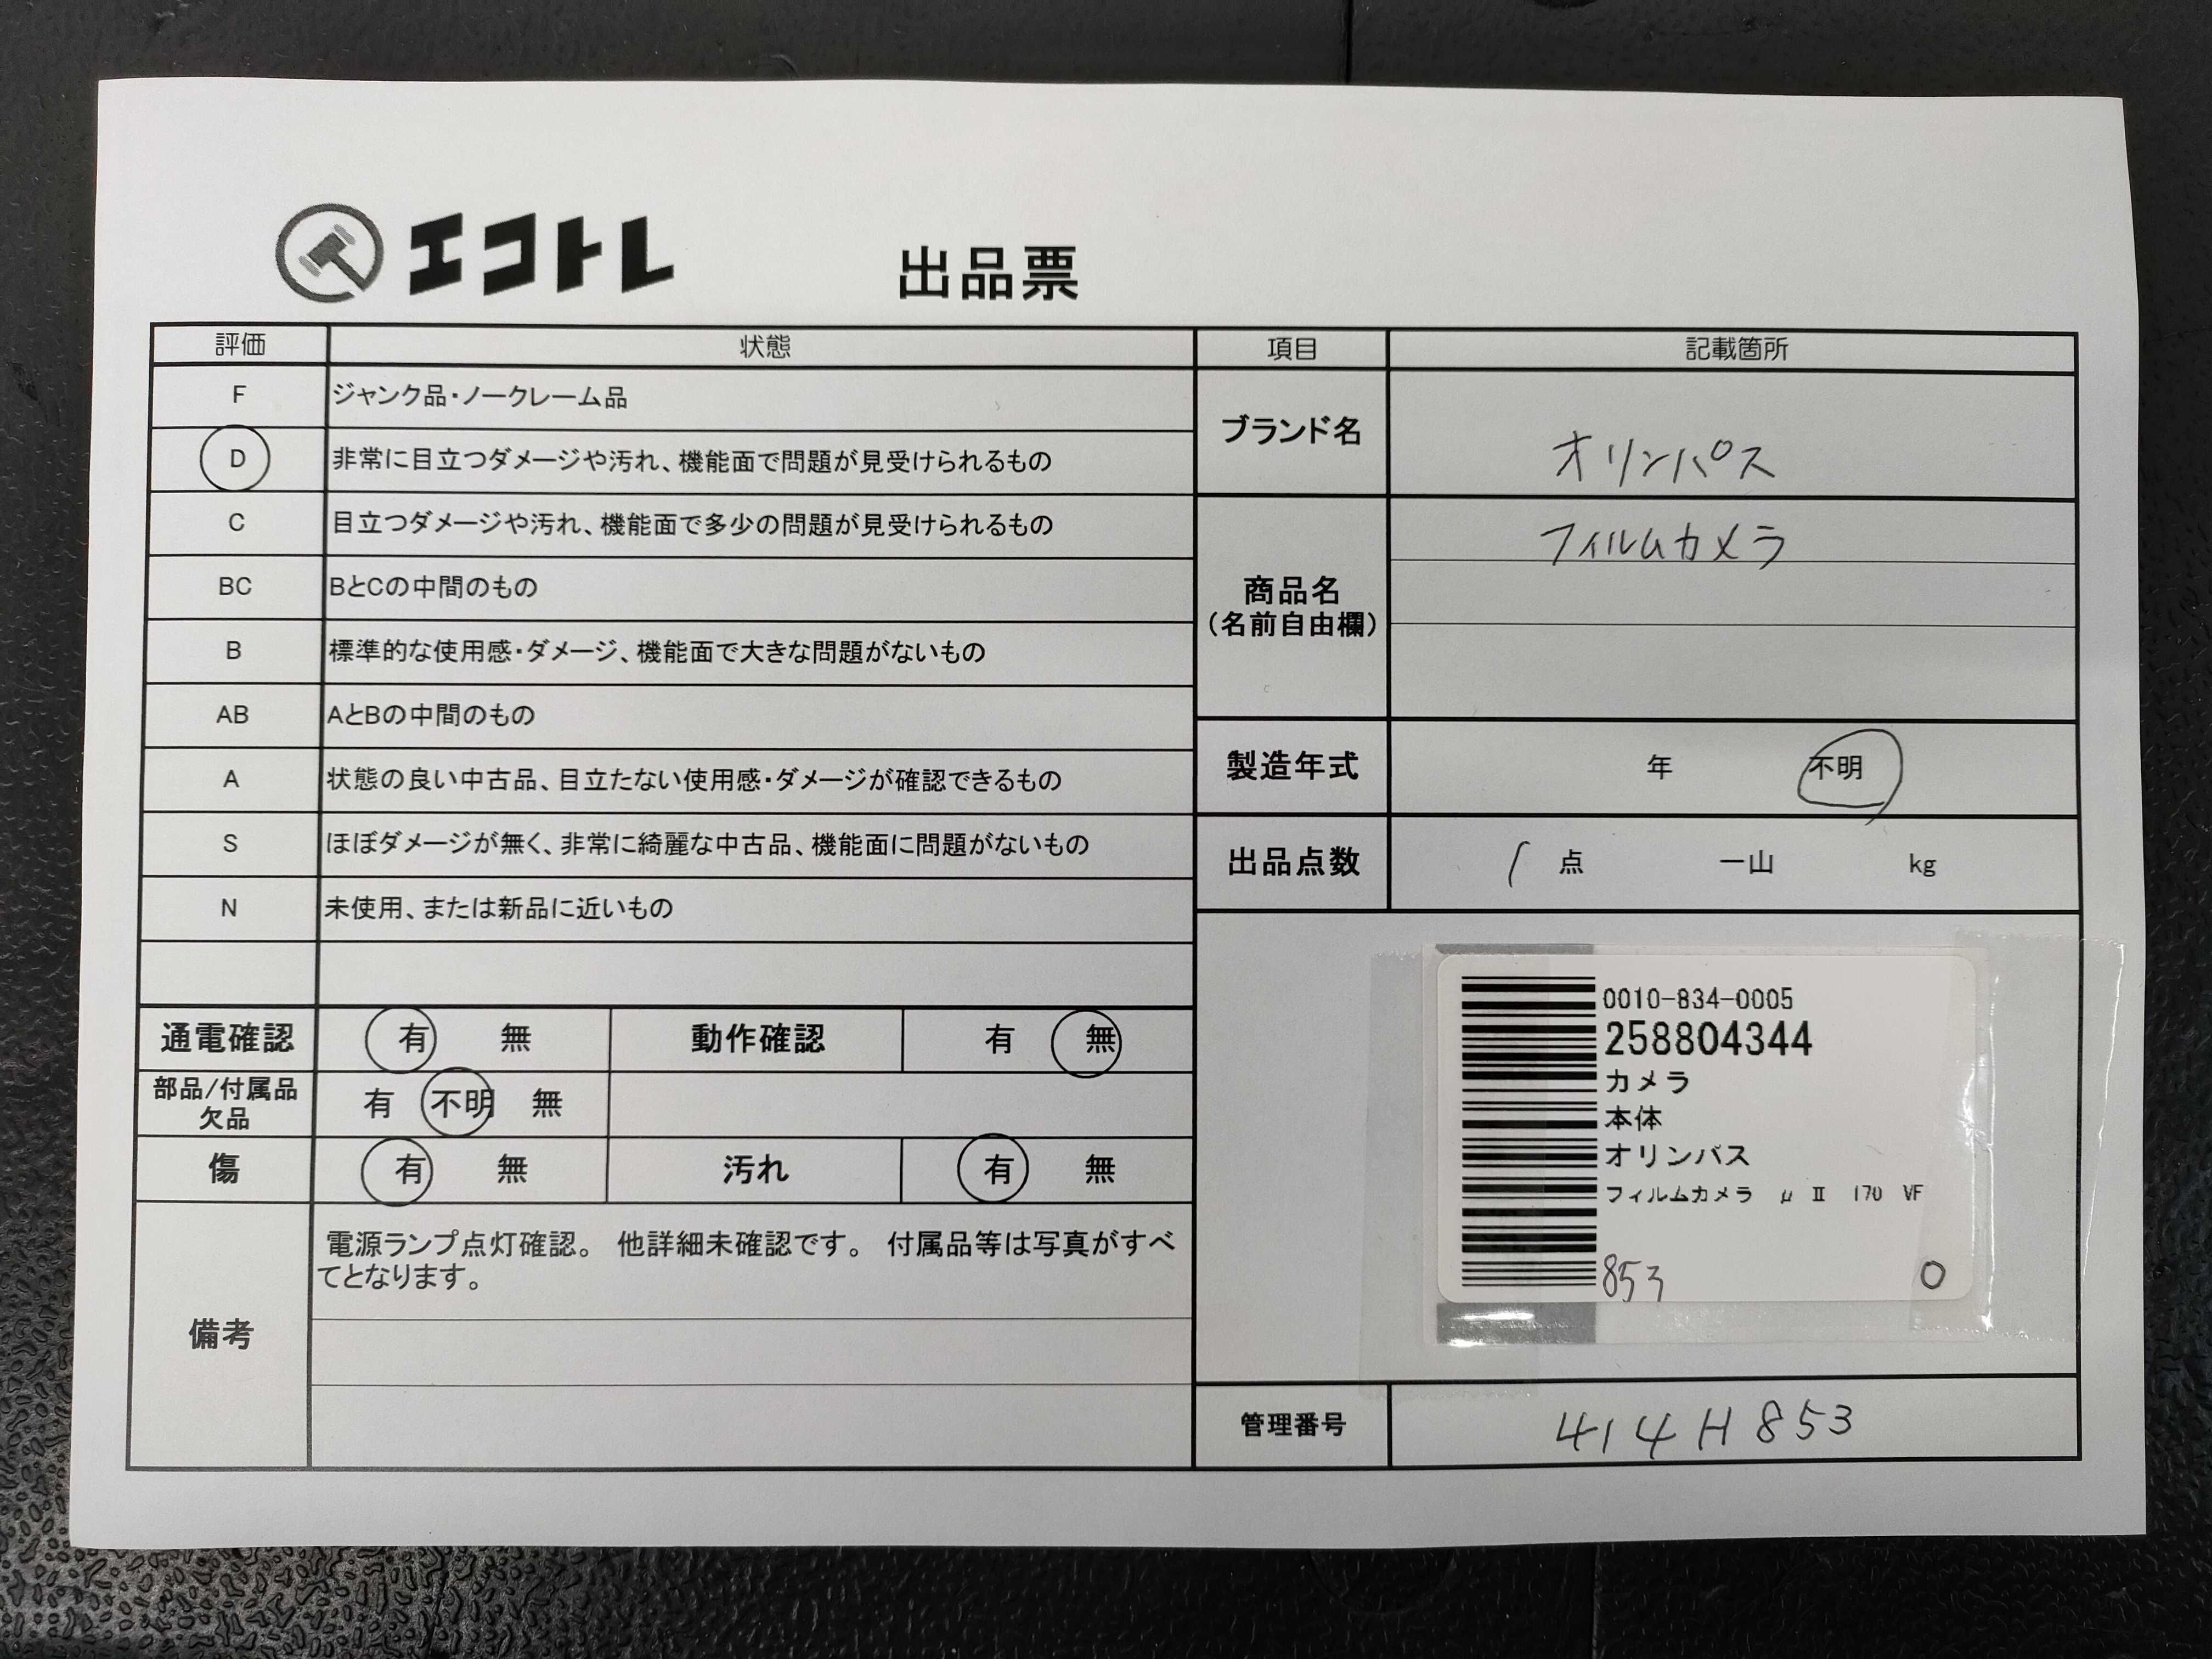 エコトレ
出品票
評価 状態
F ジャンク品・ノークレーム品
D 非常に目立つダメージや汚れ、機能面で問題が見受けられるもの
C 目立つダメージや汚れ、機能面で多少の問題が見受けられるもの
BC BとCの中間のもの
B 標準的な使用感・ダメージ、機能面で大きな問題がないもの
AB AとBの中間のもの
A 状態の良い中古品、目立たない使用感・ダメージが確認できるもの
S ほぼダメージが無く、非常に綺麗な中古品、機能面に問題がないもの
N 未使用、または新品に近いもの
通電確認 有 無 動作確認 有 無
部品/付属品
欠品
有 不明 無
傷 有 無 汚れ 有 無
備考
電源ランプ点灯確認。 他詳細未確認です。 付属品等は写真がすべ
てとなります。
項目 記載箇所
ブランド名 オリンパス
商品名
(名前自由欄)
フィルムカメラ
製造年式 年 不明
出品点数 1 点 一山 kg
0010-834-0005
258804344
カメラ
本体
オリンパス
フィルムカメラ μ Ⅱ 170 VF
853 O
管理番号 414H853